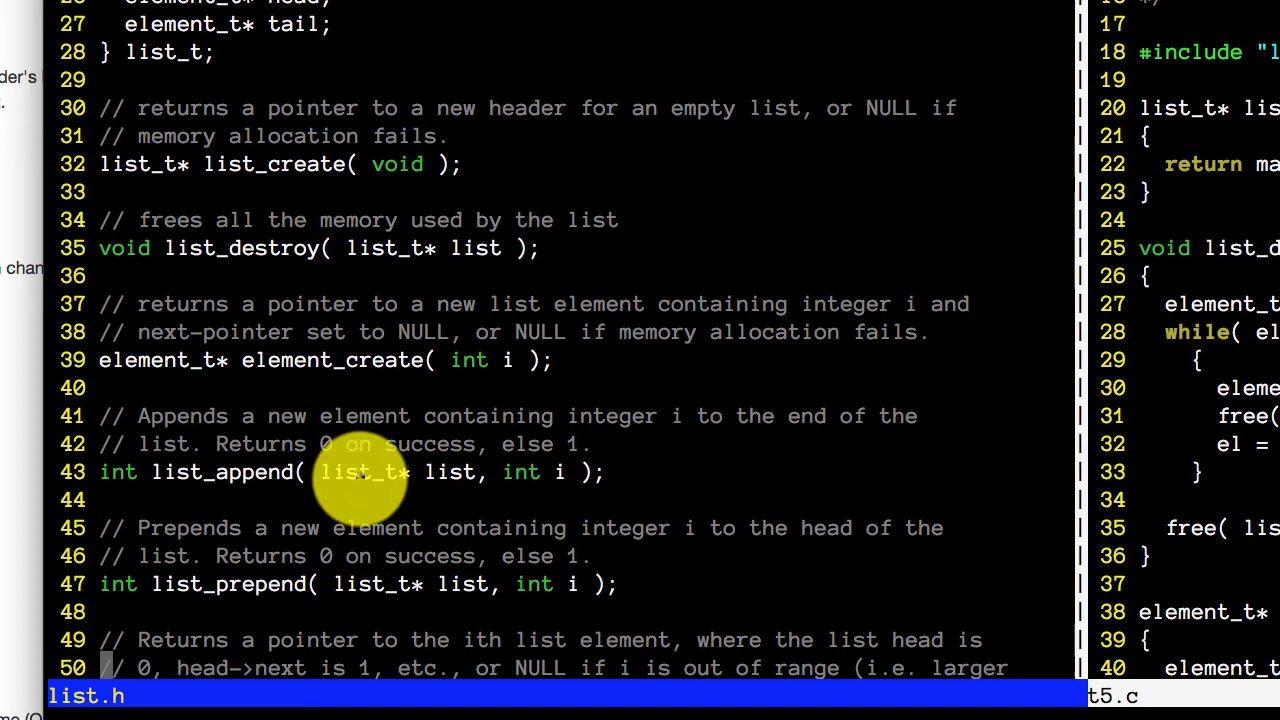 der's
.
chan
26 element_t* head;
27 element_t* tail;
28 } list_t;
29
30 // returns a pointer to a new header for an empty list, or NULL if
31 // memory allocation fails.
32 list_t* list_create( void );
33
34 // frees all the memory used by the list
35 void list_destroy( list_t* list );
36
37 // returns a pointer to a new list element containing integer i and
38 // next-pointer set to NULL, or NULL if memory allocation fails.
39 element_t* element_create( int i );
40
41 // Appends a new element containing integer i to the end of the
42 // list. Returns 0 on success, else 1.
43 int list_append( list_t* list, int i );
44
45 // Prepends a new element containing integer i to the head of the
46 // list. Returns 0 on success, else 1.
47 int list_prepend( list_t* list, int i );
48
49 // Returns a pointer to the ith list element, where the list head is
50 // 0, head->next is 1, etc., or NULL if i is out of range (i.e. larger
list.h
16 */
17
18 #include "l
19
20 list_t* lis
21 {
22 return ma
23 }
24
25 void list_d
26 {
27 element_t
28 while( el
29 {
30 eleme
31 free(
32 el =
33 }
34
35 free( lis
36 }
37
38 element_t*
39 {
40 element_t
t5.c